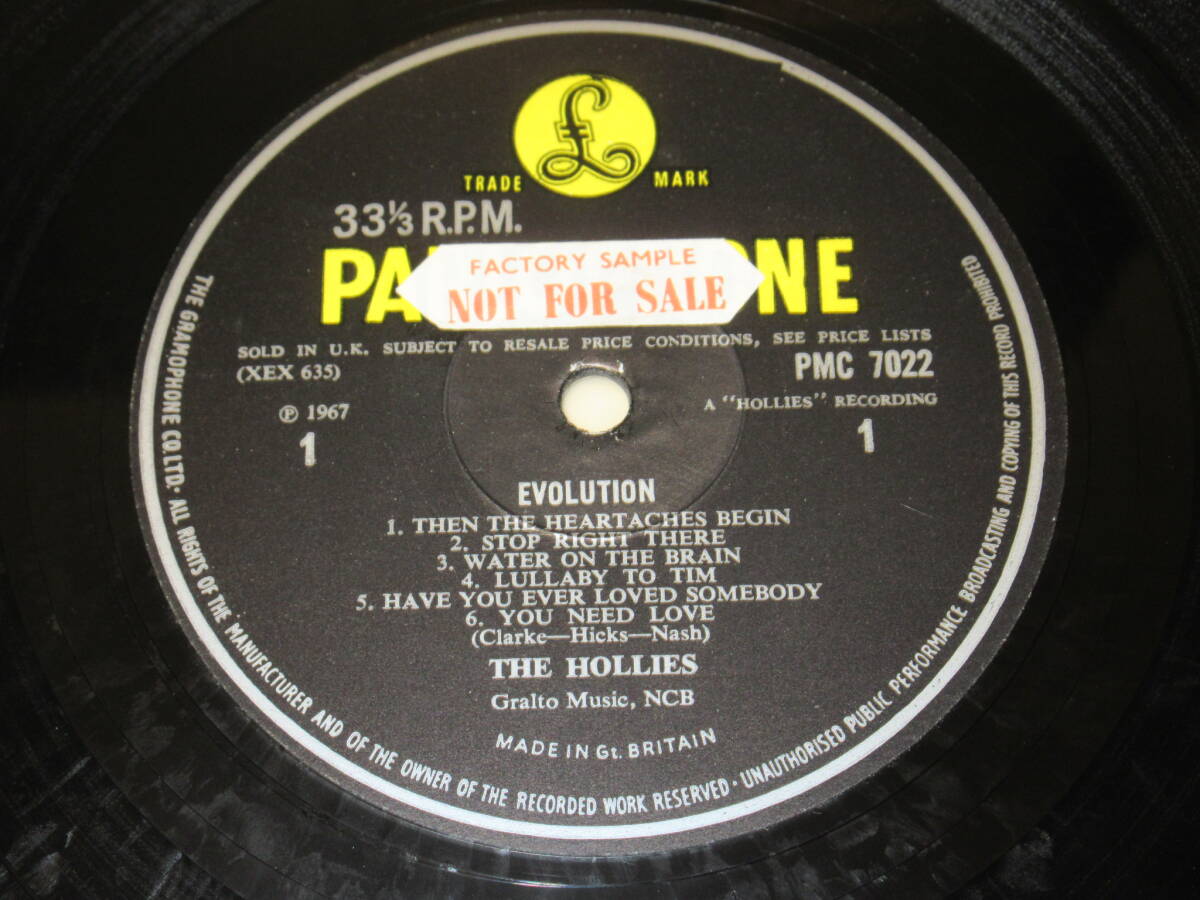 £
TRADE MARK
33⅓ R.P.M.
PA ONE
FACTORY SAMPLE
NOT FOR SALE
SOLD IN U.K. SUBJECT TO RESALE PRICE CONDITIONS, SEE PRICE LISTS
(XEX 635) PMC 7022
℗ 1967 A "HOLLIES" RECORDING
1 1
EVOLUTION
1. THEN THE HEARTACHES BEGIN
2. STOP RIGHT THERE
3. WATER ON THE BRAIN
4. LULLABY TO TIM
5. HAVE YOU EVER LOVED SOMEBODY
6. YOU NEED LOVE
(Clarke—Hicks—Nash)
THE HOLLIES
Gralto Music, NCB
MADE IN Gt. BRITAIN
THE GRAMOPHONE CO. LTD. · ALL RIGHTS OF THE MANUFACTURER AND OF THE OWNER OF THE RECORDED WORK RESERVED · UNAUTHORISED PUBLIC PERFORMANCE BROADCASTING AND COPYING OF THIS RECORD PROHIBITED